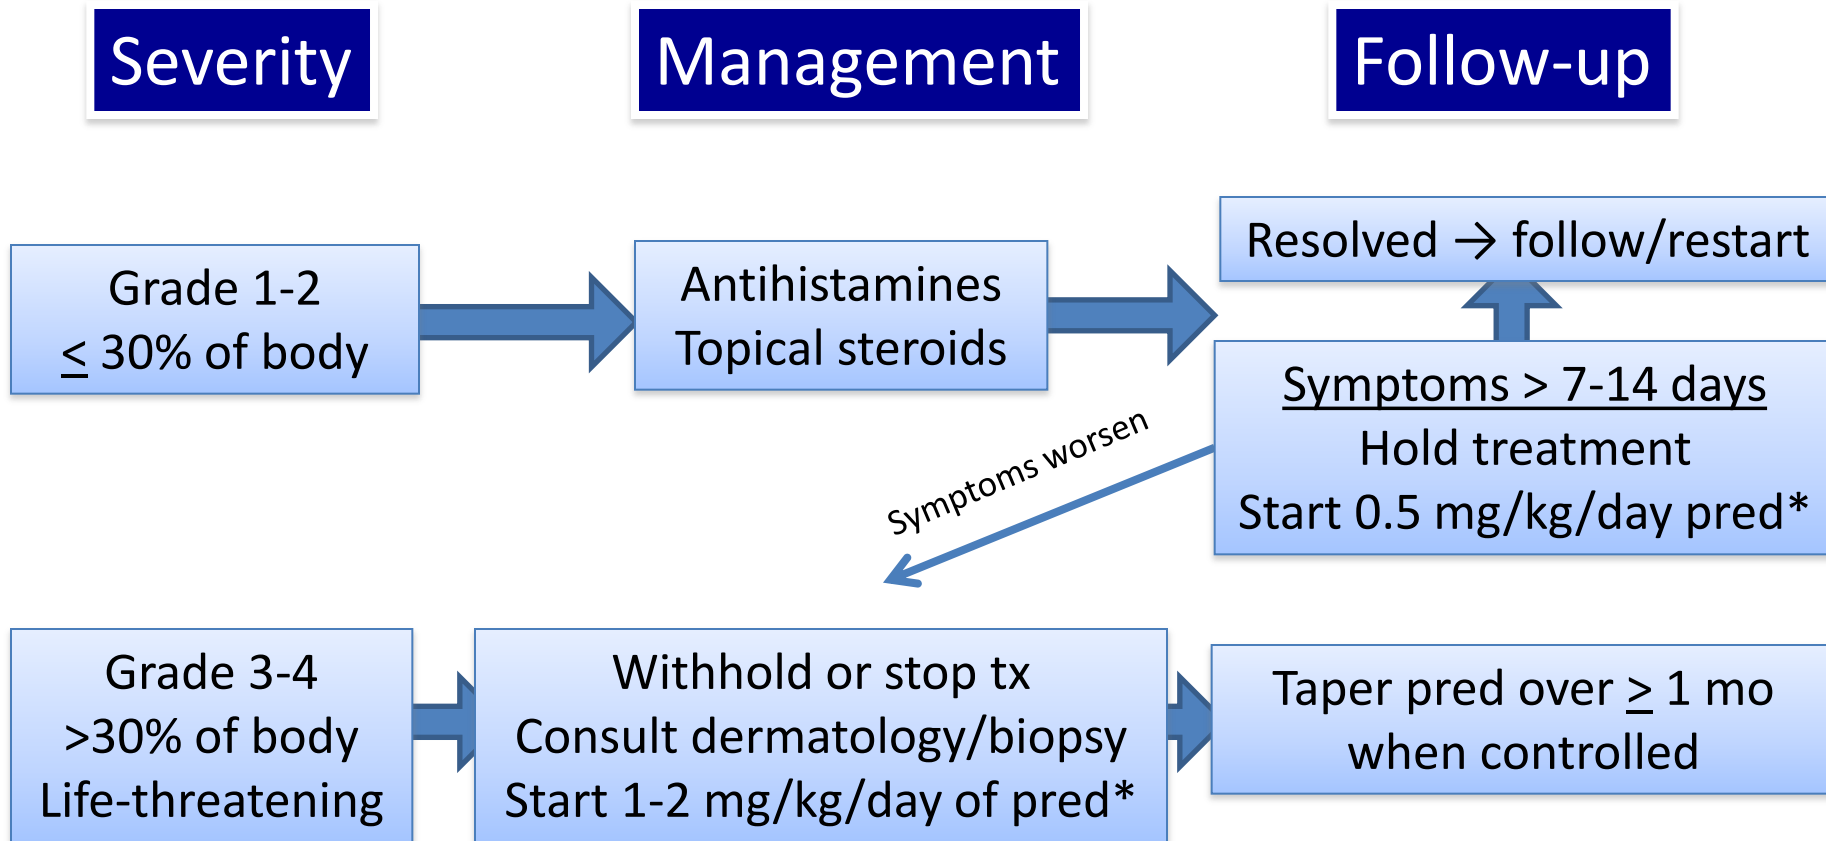 Severity
Management
Follow-up
Grade 1-2
≤ 30% of body
Antihistamines
Topical steroids
Resolved → follow/restart
Symptoms > 7-14 days
Hold treatment
Start 0.5 mg/kg/day pred*
Symptoms worsen
Grade 3-4
>30% of body
Life-threatening
Withhold or stop tx
Consult dermatology/biopsy
Start 1-2 mg/kg/day of pred*
Taper pred over ≥ 1 mo
when controlled